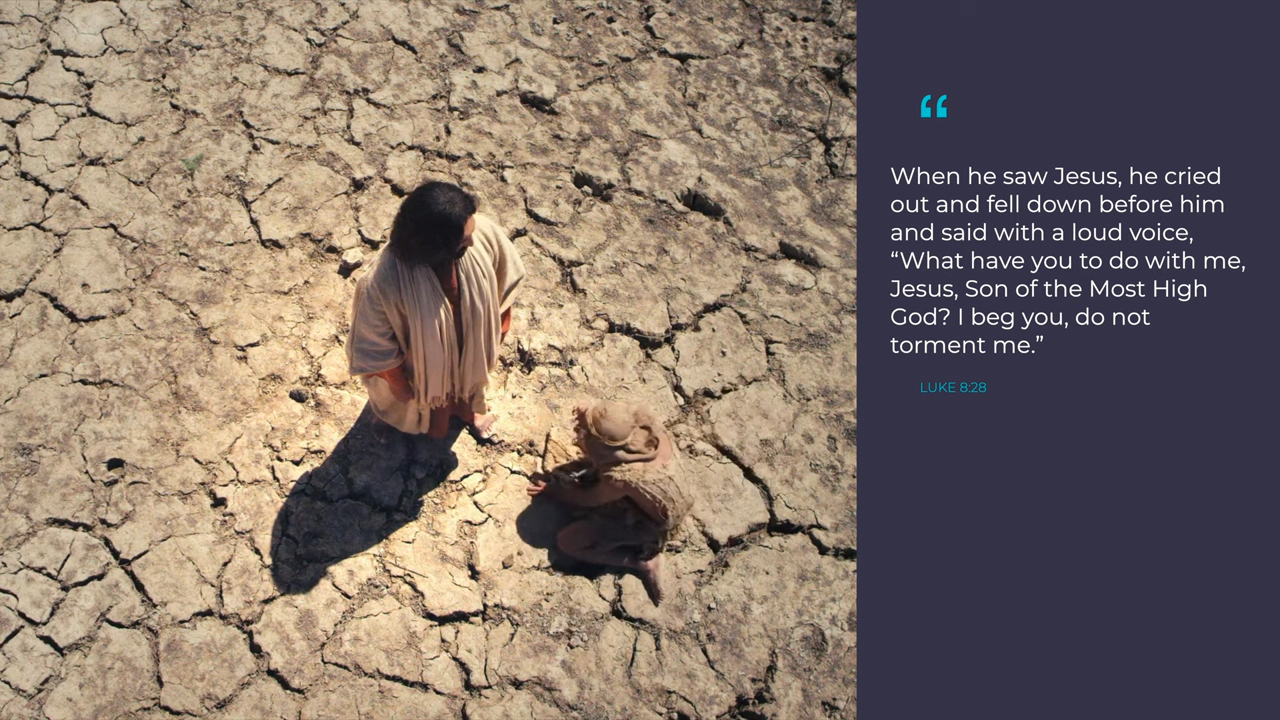 “
When he saw Jesus, he cried
out and fell down before him
and said with a loud voice,
“What have you to do with me,
Jesus, Son of the Most High
God? I beg you, do not
torment me.”
LUKE 8:28